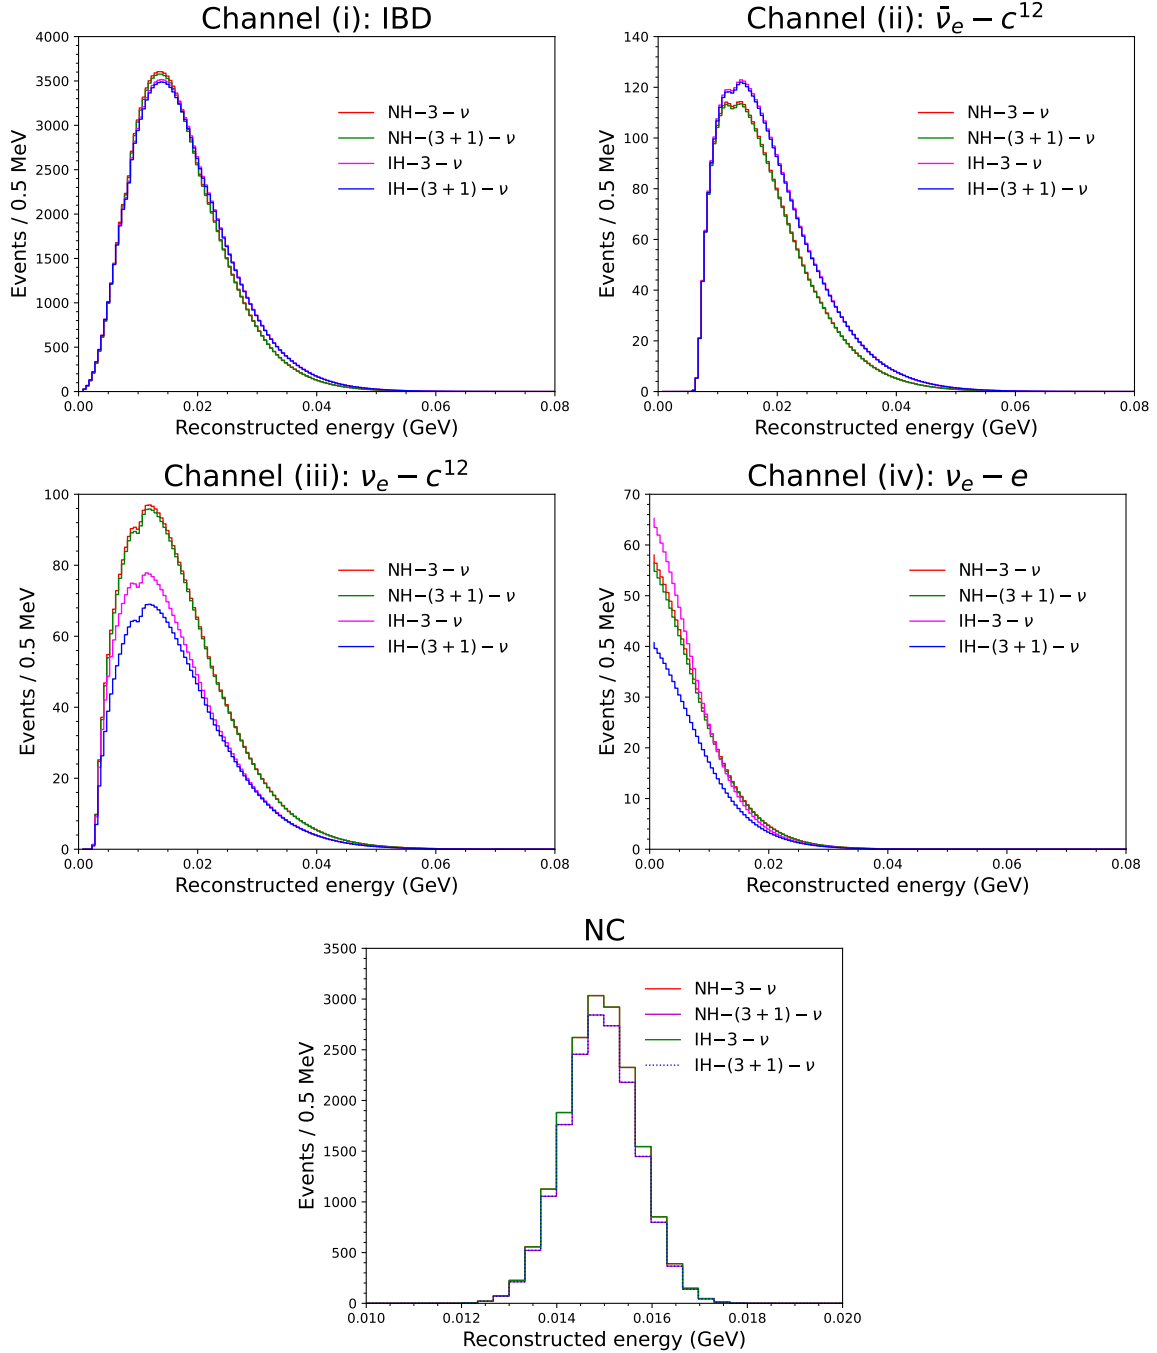 Channel (i): IBD
4000
3500
3000
2500
2000
1500
1000
500
0
Events / 0.5 MeV
NH−3−ν
NH−(3+1)−ν
IH−3−ν
IH−(3+1)−ν
0.00 0.02 0.04 0.06 0.08
Reconstructed energy (GeV)
Channel (ii): ν̄ₑ − c¹²
140
120
100
80
60
40
20
0
Events / 0.5 MeV
NH−3−ν
NH−(3+1)−ν
IH−3−ν
IH−(3+1)−ν
0.00 0.02 0.04 0.06 0.08
Reconstructed energy (GeV)
Channel (iii): νₑ − c¹²
100
80
60
40
20
0
Events / 0.5 MeV
NH−3−ν
NH−(3+1)−ν
IH−3−ν
IH−(3+1)−ν
0.00 0.02 0.04 0.06 0.08
Reconstructed energy (GeV)
Channel (iv): νₑ − e
70
60
50
40
30
20
10
0
Events / 0.5 MeV
NH−3−ν
NH−(3+1)−ν
IH−3−ν
IH−(3+1)−ν
0.00 0.02 0.04 0.06 0.08
Reconstructed energy (GeV)
NC
3500
3000
2500
2000
1500
1000
500
0
Events / 0.5 MeV
NH−3−ν
NH−(3+1)−ν
IH−3−ν
IH−(3+1)−ν
0.010 0.012 0.014 0.016 0.018 0.020
Reconstructed energy (GeV)